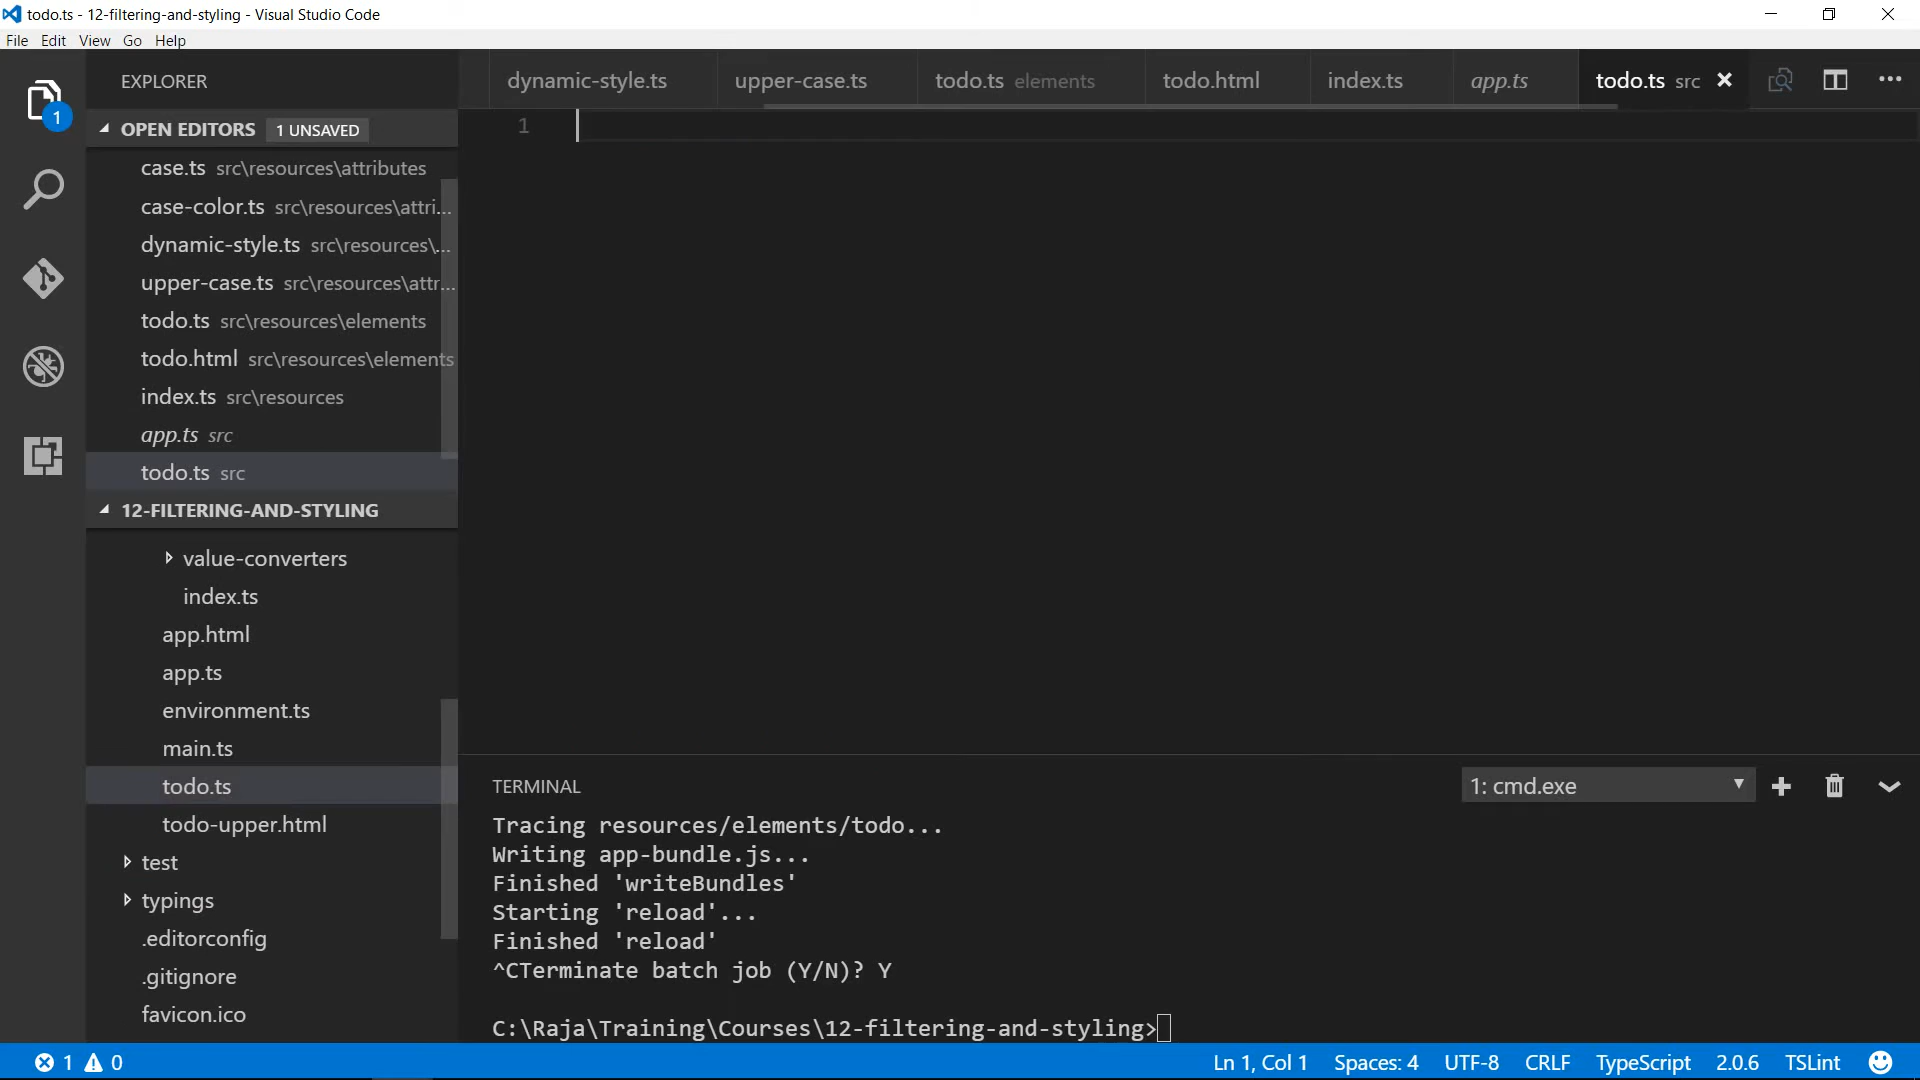 todo.ts - 12-filtering-and-styling - Visual Studio Code
File Edit View Go Help
EXPLORER
1
OPEN EDITORS 1 UNSAVED
case.ts src\resources\attributes
case-color.ts src\resources\attri...
dynamic-style.ts src\resources\...
upper-case.ts src\resources\attr...
todo.ts src\resources\elements
todo.html src\resources\elements
index.ts src\resources
app.ts src
todo.ts src
12-FILTERING-AND-STYLING
value-converters
index.ts
app.html
app.ts
environment.ts
main.ts
todo.ts
todo-upper.html
test
typings
.editorconfig
.gitignore
favicon.ico
dynamic-style.ts upper-case.ts todo.ts elements todo.html index.ts app.ts todo.ts src
1
TERMINAL
1: cmd.exe
Tracing resources/elements/todo...
Writing app-bundle.js...
Finished 'writeBundles'
Starting 'reload'...
Finished 'reload'
^CTerminate batch job (Y/N)? Y
C:\Raja\Training\Courses\12-filtering-and-styling>
1 0 Ln 1, Col 1 Spaces: 4 UTF-8 CRLF TypeScript 2.0.6 TSLint